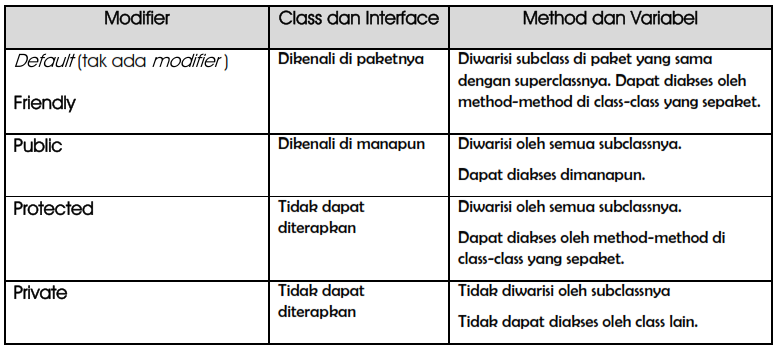 Modifier
Class dan Interface
Method dan Variabel
Default (tak ada modifier)
Friendly
Dikenali di paketnya
Diwarisi subclass di paket yang sama
dengan superclassnya. Dapat diakses oleh
method-method di class-class yang sepaket.
Public
Dikenali di manapun
Diwarisi oleh semua subclassnya.
Dapat diakses dimanapun.
Protected
Tidak dapat
diterapkan
Diwarisi oleh semua subclassnya.
Dapat diakses oleh method-method di
class-class yang sepaket.
Private
Tidak dapat
diterapkan
Tidak diwarisi oleh subclassnya
Tidak dapat diakses oleh class lain.